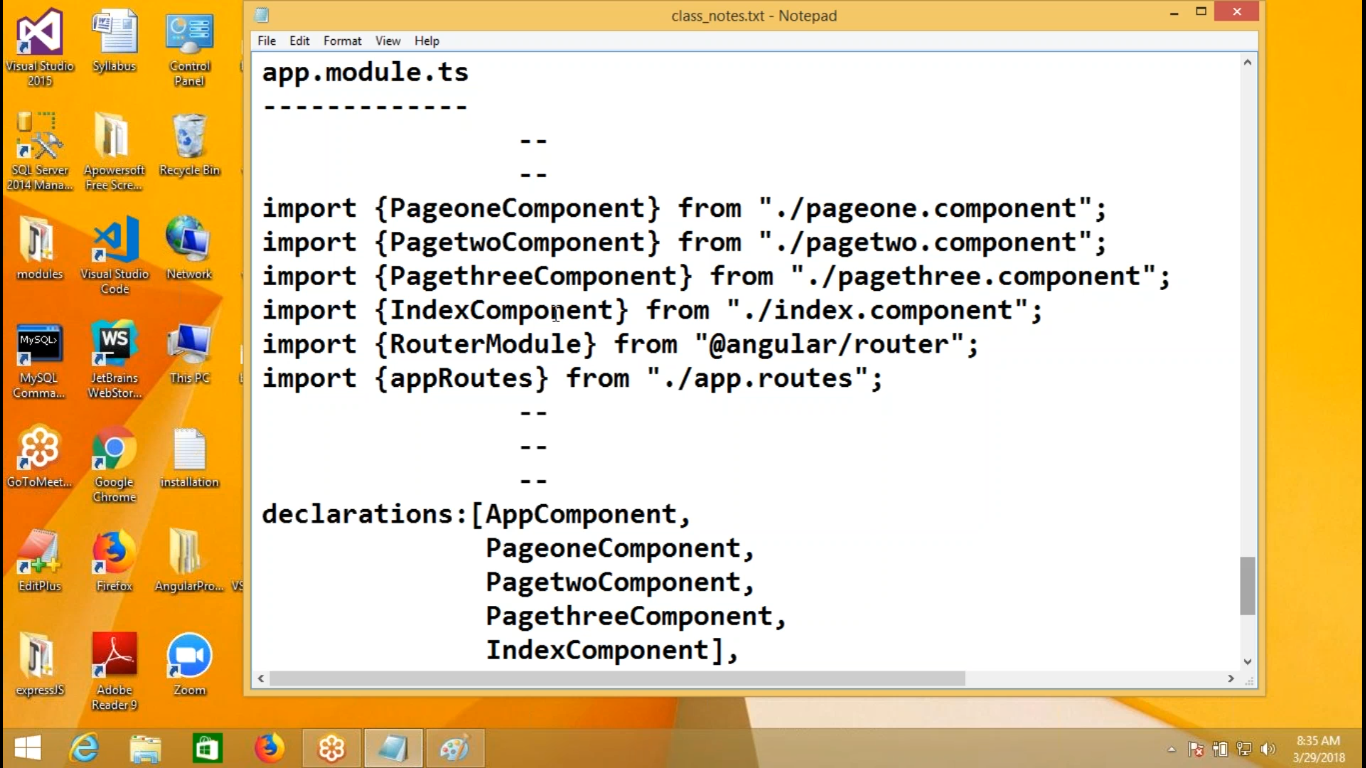 class_notes.txt - Notepad
File Edit Format View Help
app.module.ts
-------------
--
--
import {PageoneComponent} from "./pageone.component";
import {PagetwoComponent} from "./pagetwo.component";
import {PagethreeComponent} from "./pagethree.component";
import {IndexComponent} from "./index.component";
import {RouterModule} from "@angular/router";
import {appRoutes} from "./app.routes";
--
--
--
declarations:[AppComponent,
PageoneComponent,
PagetwoComponent,
PagethreeComponent,
IndexComponent],
Visual Studio
2015
Syllabus
Control
Panel
SQL Server
2014 Mana...
Apowersoft
Free Scre...
Recycle Bin
modules
Visual Studio
Code
Network
MySQL>
MySQL
Comma...
WS
JetBrains
WebStor...
This PC
GoToMeet...
Google
Chrome
installation
EditPlus
Firefox
AngularPro...
VS
expressJS
Adobe
Reader 9
Zoom
8:35 AM
3/29/2018